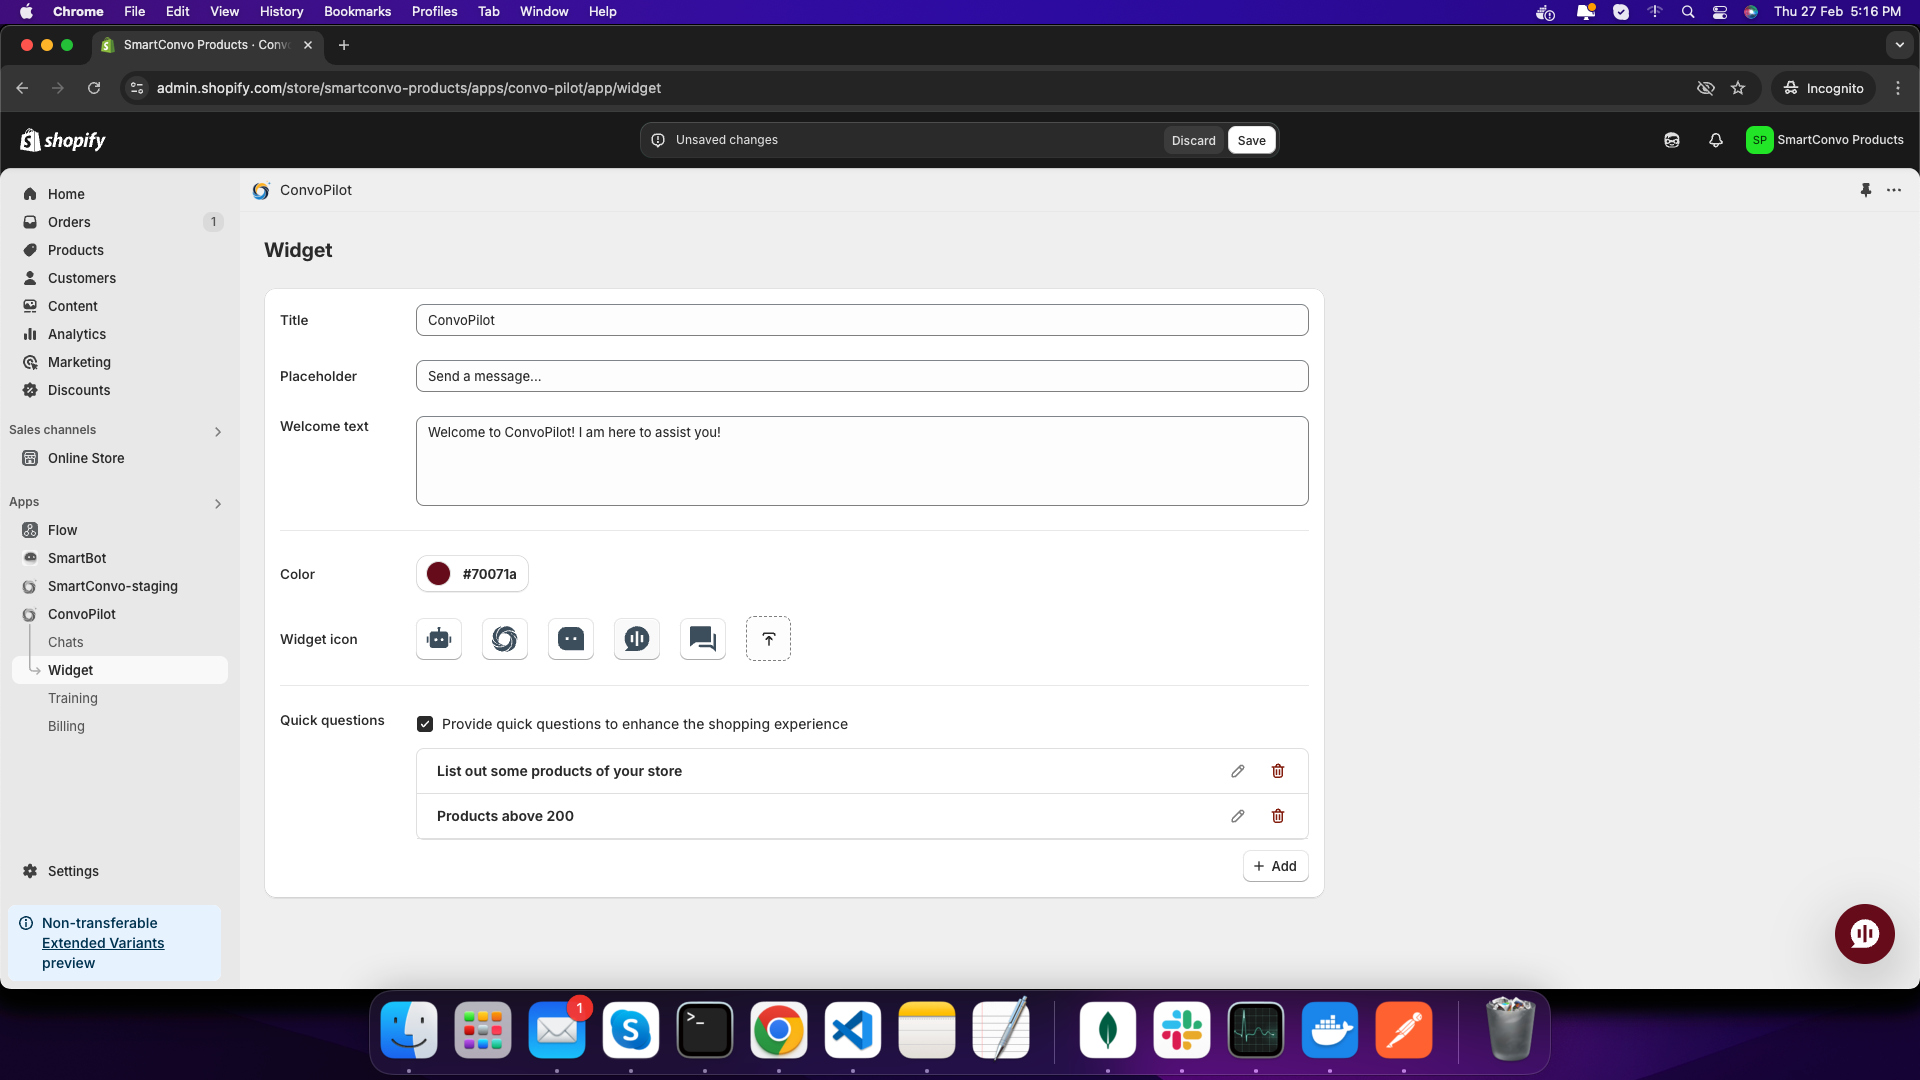 Chrome File Edit View History Bookmarks Profiles Tab Window Help Thu 27 Feb 5:16 PM
SmartConvo Products · Conv
admin.shopify.com/store/smartconvo-products/apps/convo-pilot/app/widget
Incognito
shopify
Unsaved changes
Discard
Save
SP
SmartConvo Products
Home
Orders
1
Products
Customers
Content
Analytics
Marketing
Discounts
Sales channels
Online Store
Apps
Flow
SmartBot
SmartConvo-staging
ConvoPilot
Chats
Widget
Training
Billing
Settings
Non-transferable
Extended Variants
preview
ConvoPilot
Widget
Title
ConvoPilot
Placeholder
Send a message...
Welcome text
Welcome to ConvoPilot! I am here to assist you!
Color
#70071a
Widget icon
Quick questions
Provide quick questions to enhance the shopping experience
List out some products of your store
Products above 200
Add
1